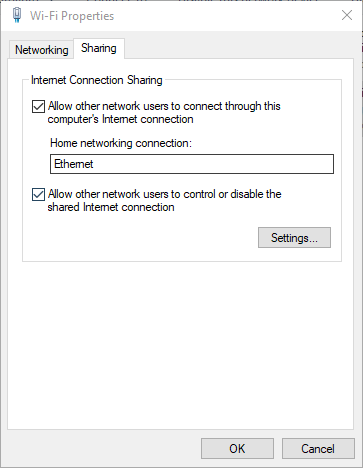 Wi-Fi Properties
Networking
Sharing
Internet Connection Sharing
Allow other network users to connect through this
computer's Internet connection
Home networking connection:
Ethernet
Allow other network users to control or disable the
shared Internet connection
Settings...
OK
Cancel